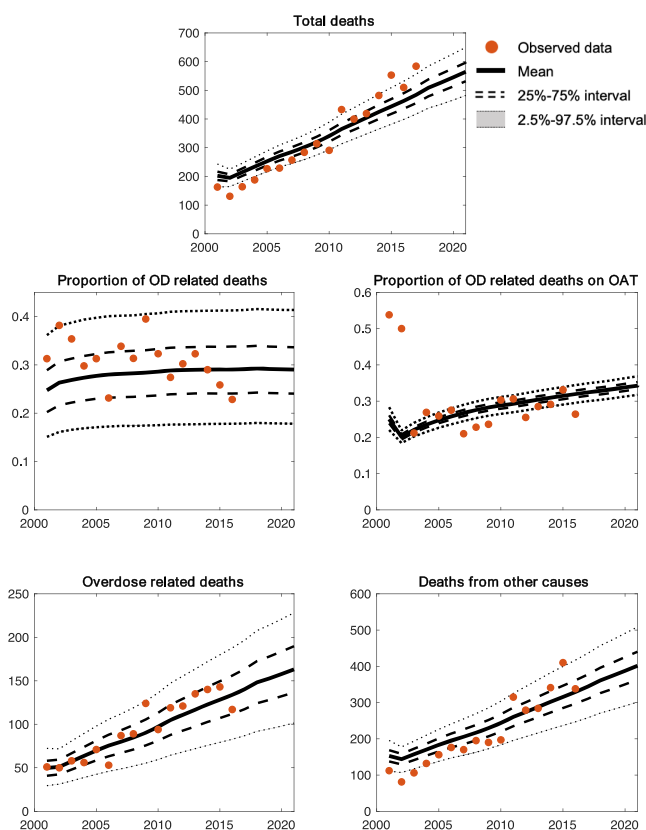 Total deaths
Observed data
Mean
25%-75% interval
2.5%-97.5% interval
700
600
500
400
300
200
100
0
2000 2005 2010 2015 2020
Proportion of OD related deaths
0.4
0.3
0.2
0.1
0
2000 2005 2010 2015 2020
Proportion of OD related deaths on OAT
0.6
0.5
0.4
0.3
0.2
0.1
0
2000 2005 2010 2015 2020
Overdose related deaths
250
200
150
100
50
0
2000 2005 2010 2015 2020
Deaths from other causes
600
500
400
300
200
100
0
2000 2005 2010 2015 2020